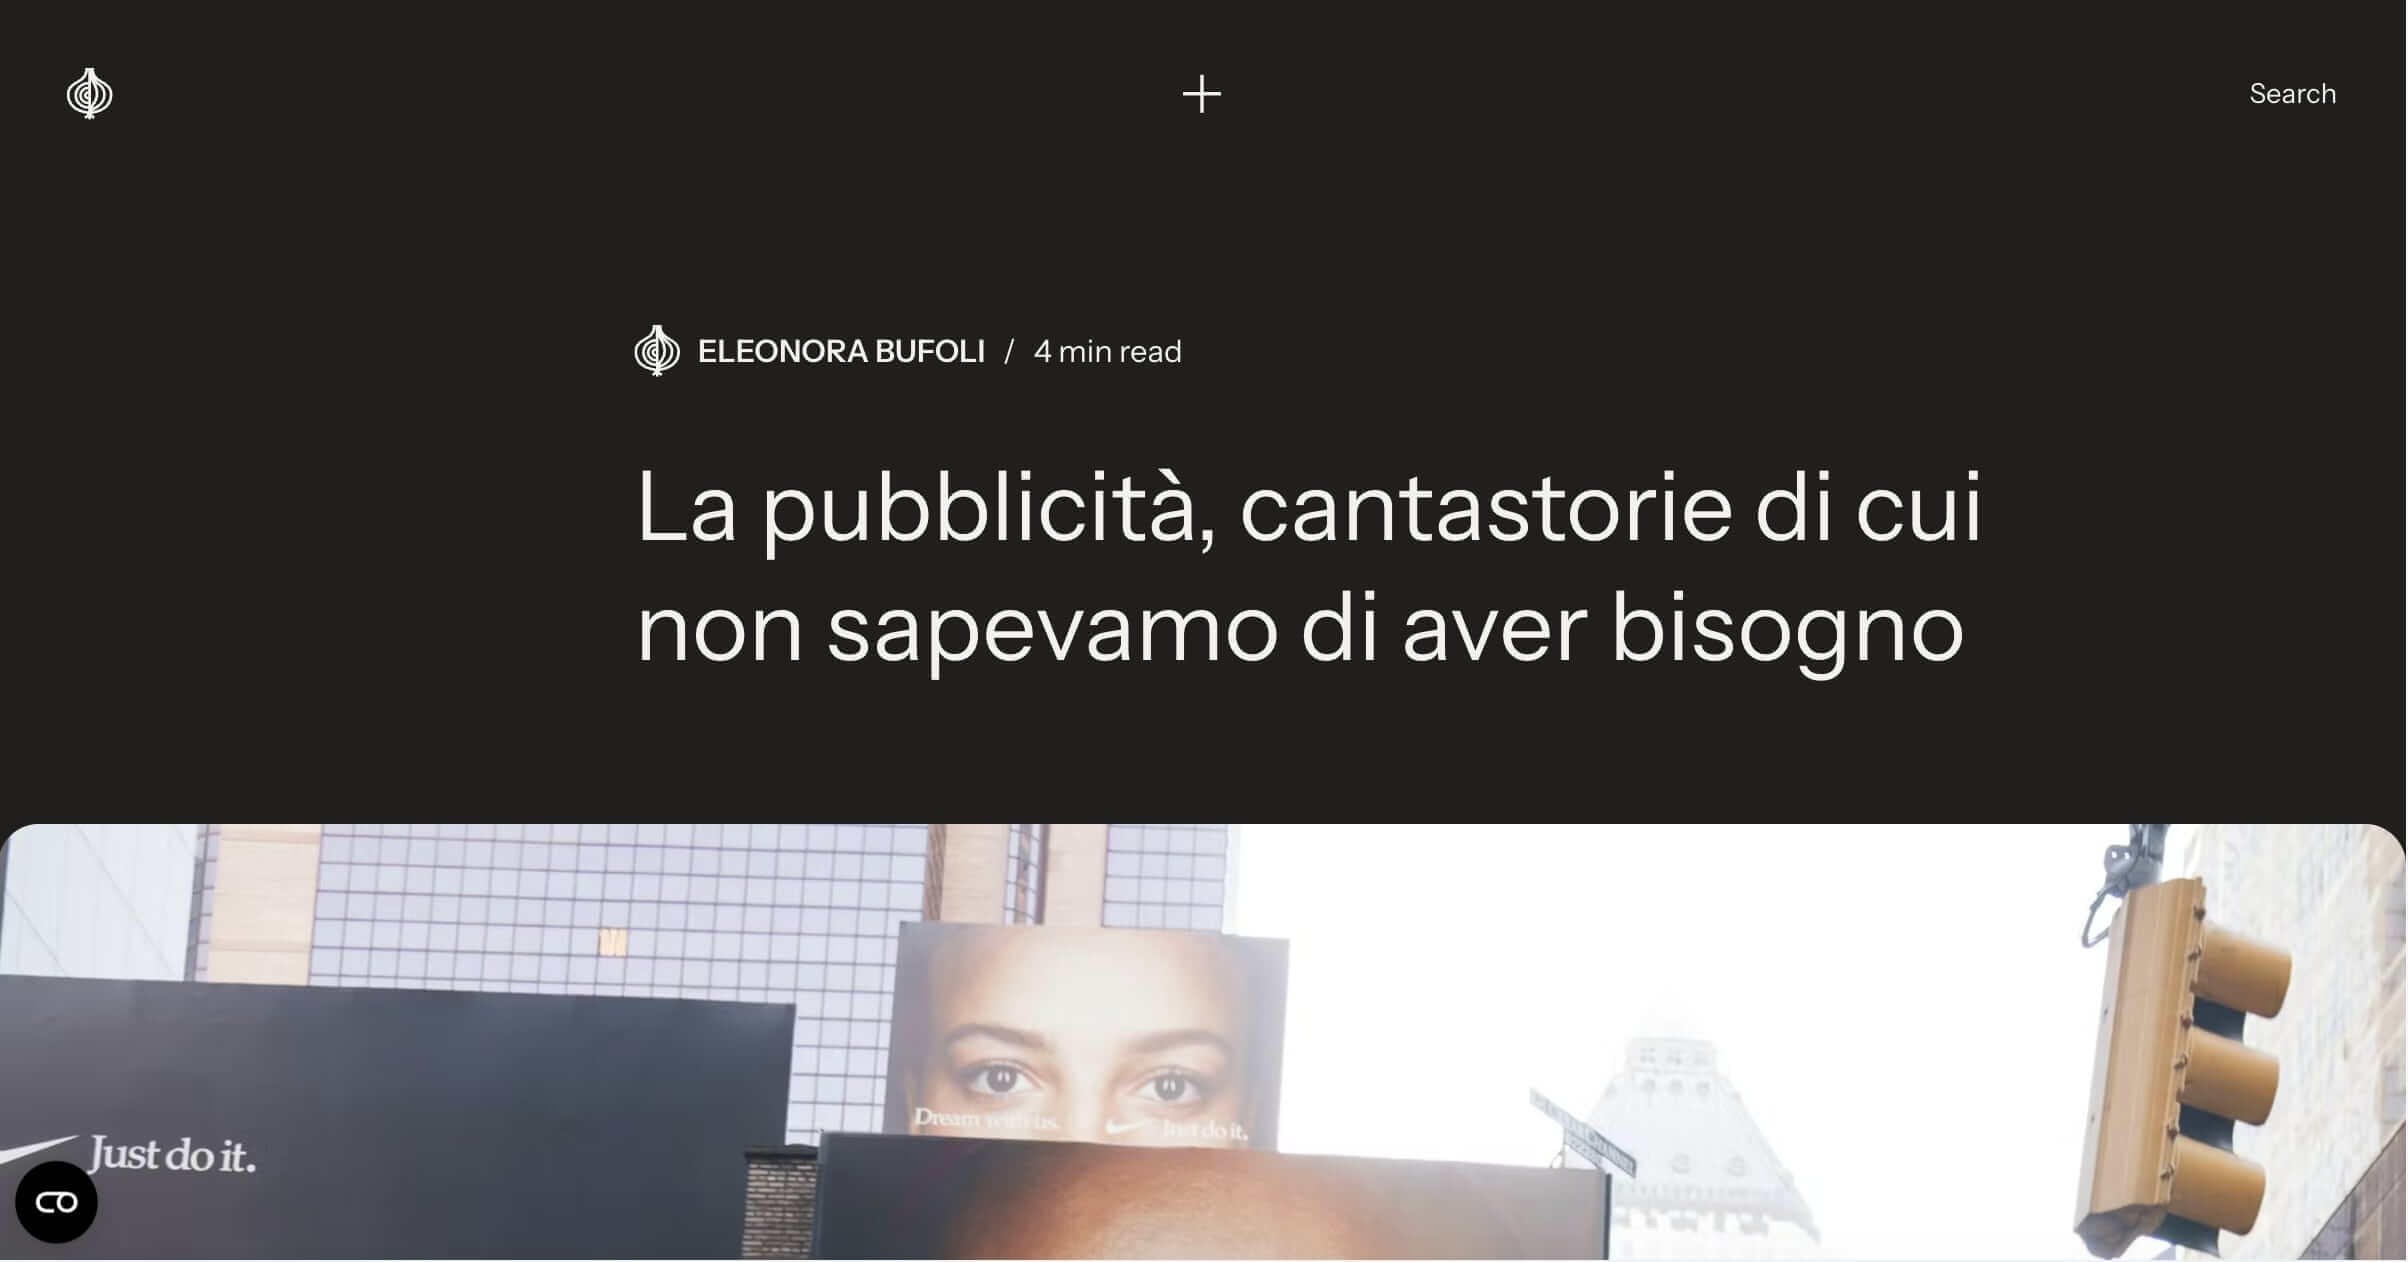 Search
ELEONORA BUFOLI / 4 min read
La pubblicità, cantastorie di cui
non sapevamo di aver bisogno
Dream with us.
Just do it.
Just do it.